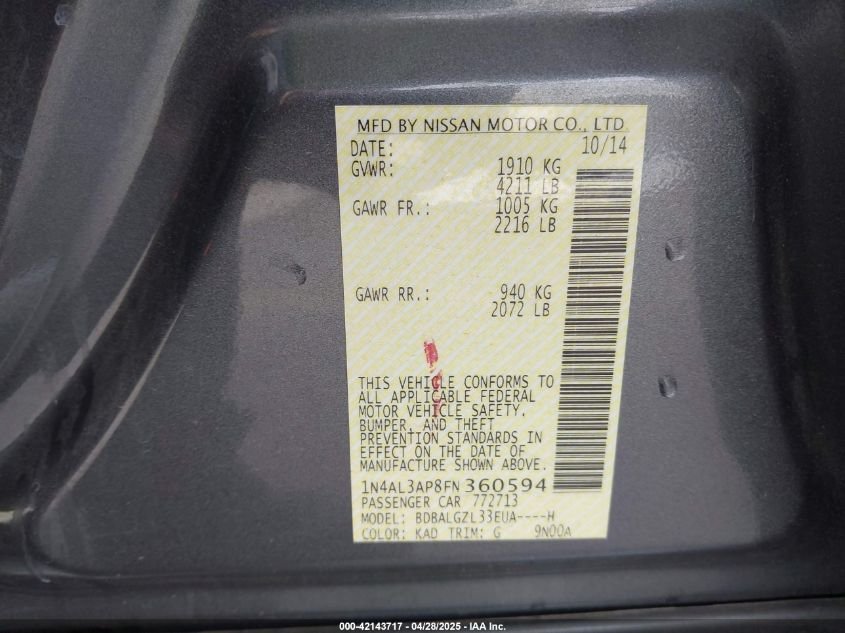 MFD BY NISSAN MOTOR CO., LTD
DATE: 10/14
GVWR: 1910 KG
4211 LB
GAWR FR.: 1005 KG
2216 LB
GAWR RR.: 940 KG
2072 LB
THIS VEHICLE CONFORMS TO
ALL APPLICABLE FEDERAL
MOTOR VEHICLE SAFETY,
BUMPER, AND THEFT
PREVENTION STANDARDS IN
EFFECT ON THE DATE OF
MANUFACTURE SHOWN ABOVE.
1N4AL3AP8FN360594
PASSENGER CAR 772713
MODEL: BDBALGZL33EUA----H
COLOR: KAD TRIM: G 9N00A
000-42143717 / 04/28/2025 - IAA Inc.